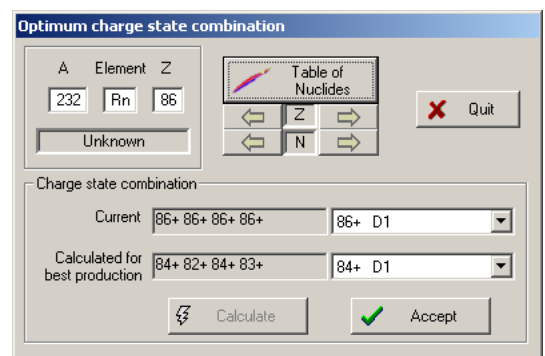 Optimum charge state combination
A Element Z
232 Rn 86
Unknown
Table of
Nuclides
Z
N
Quit
Charge state combination
Current 86+ 86+ 86+ 86+ 86+ D1
Calculated for
best production 84+ 82+ 84+ 83+ 84+ D1
Calculate Accept